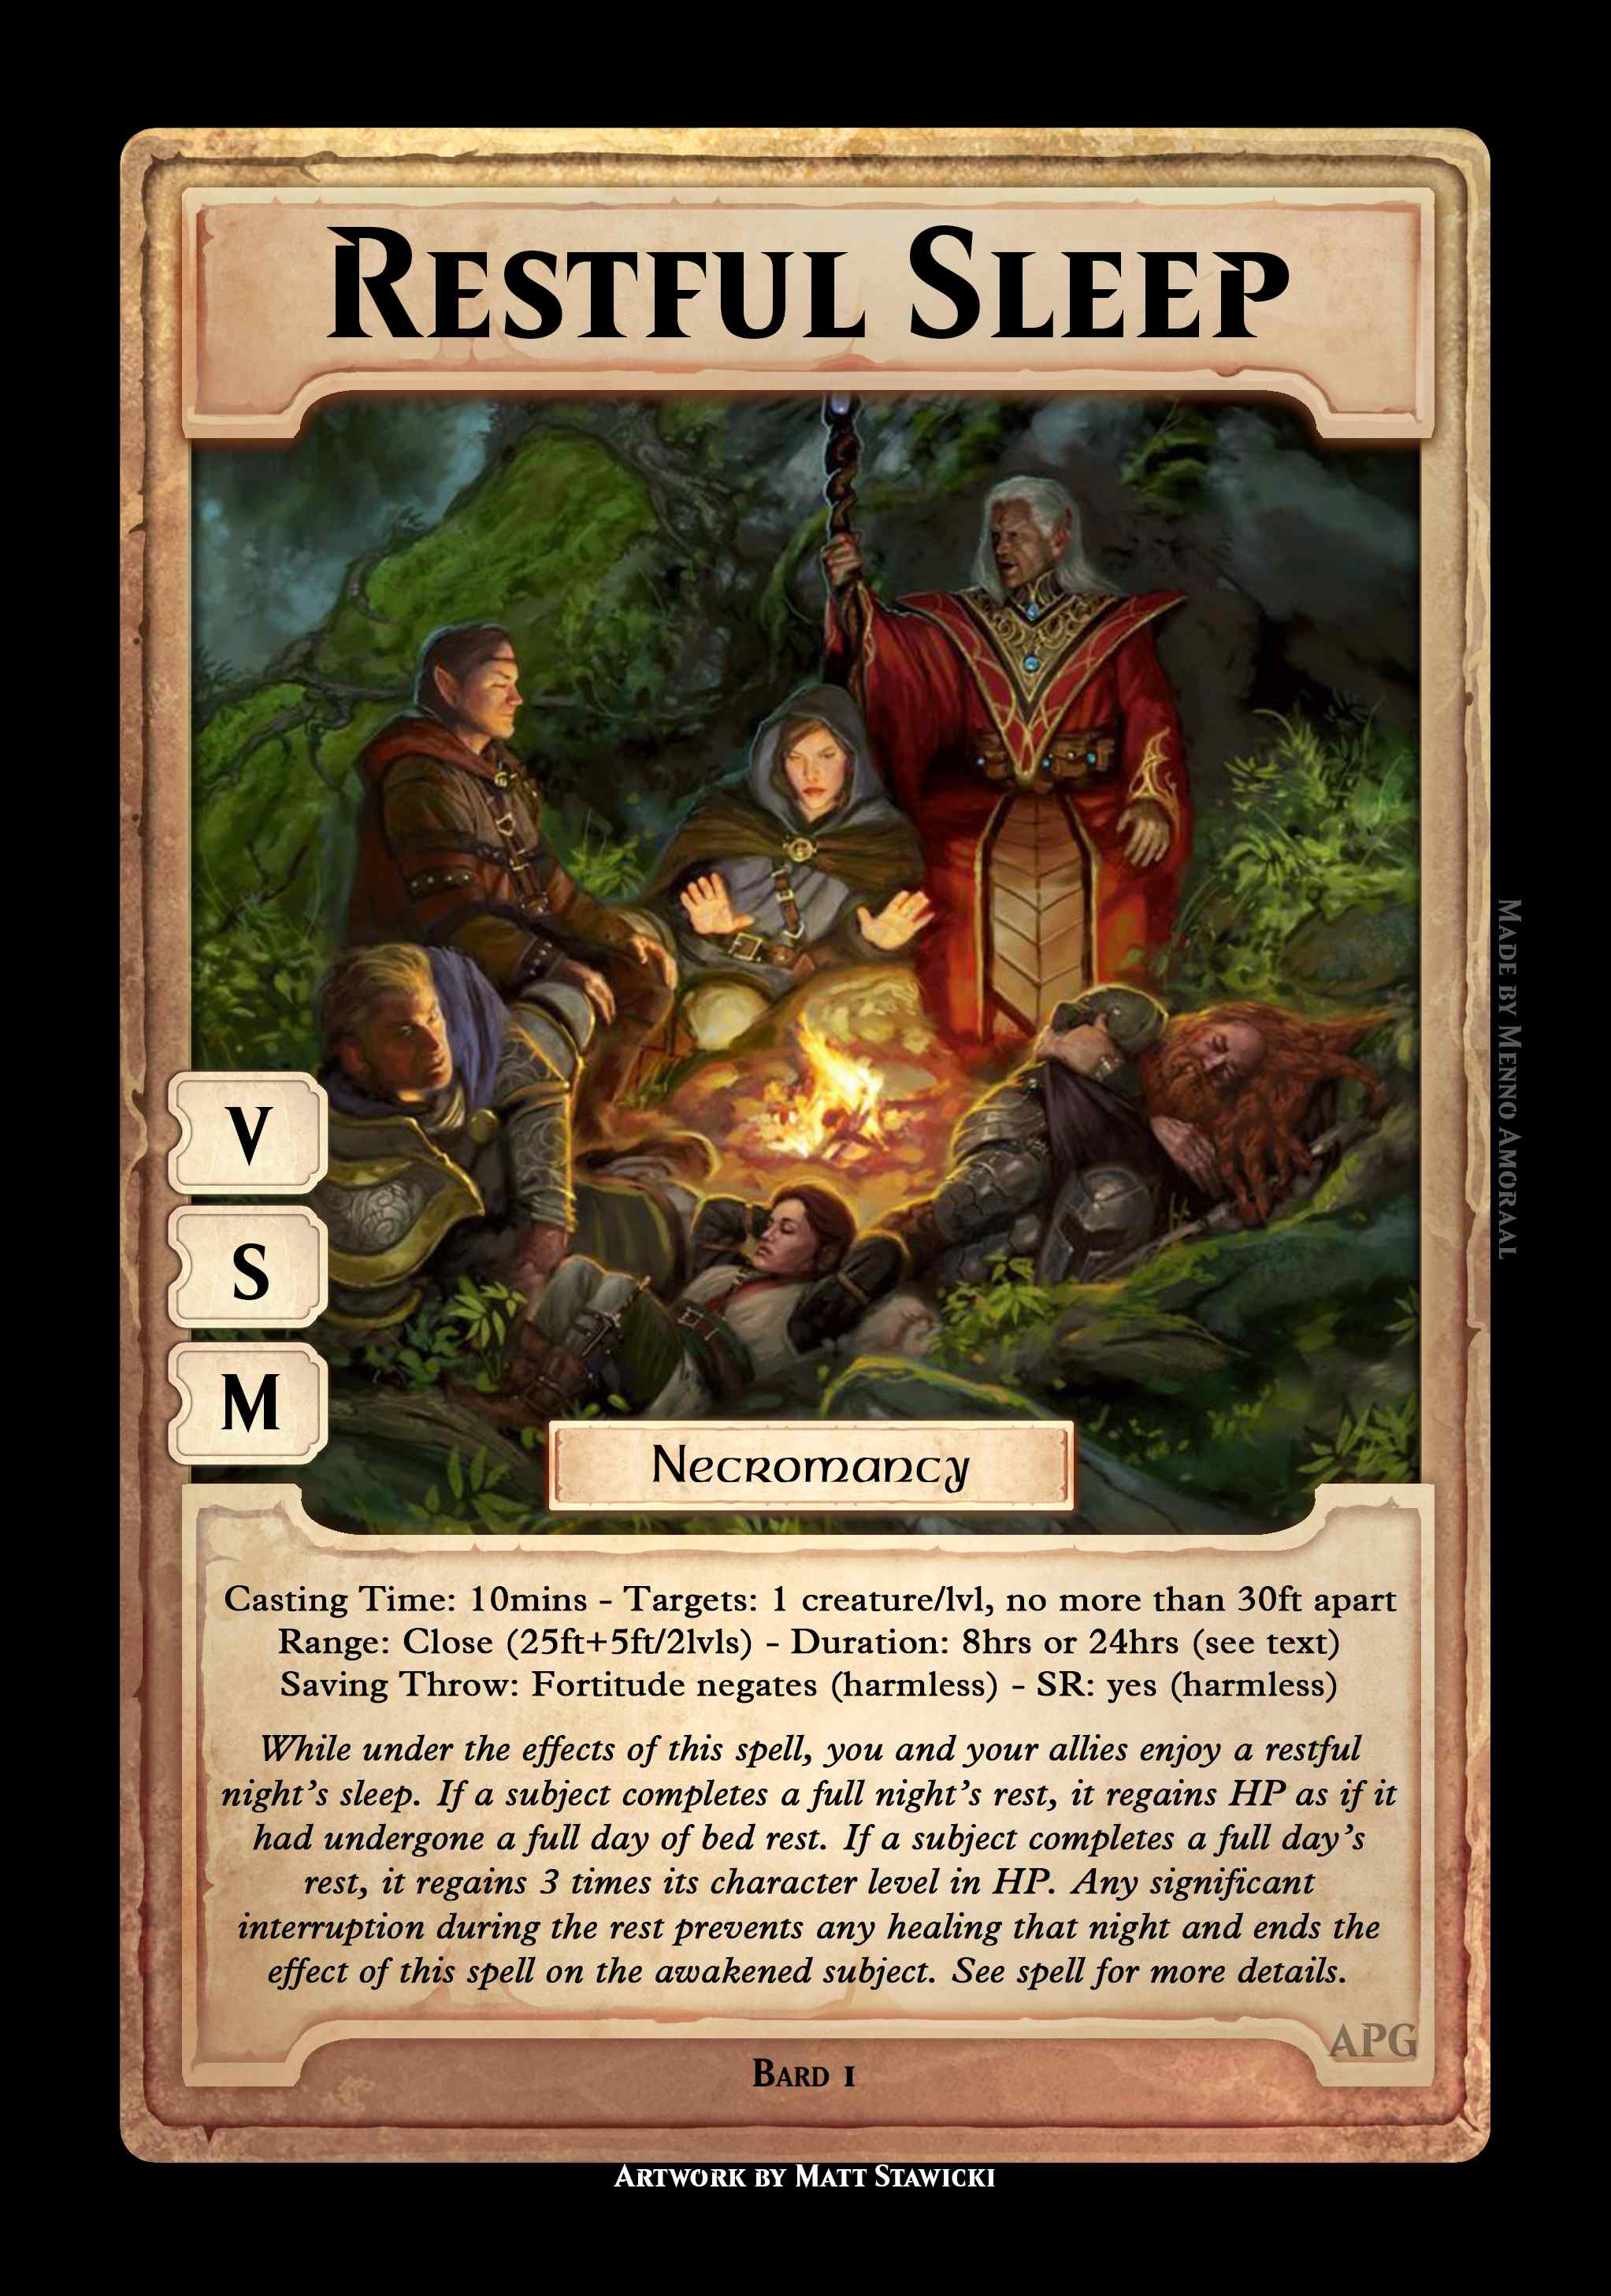 Restful Sleep
V
S
M
Necromancy
Casting Time: 10mins - Targets: 1 creature/lvl, no more than 30ft apart
Range: Close (25ft+5ft/2lvls) - Duration: 8hrs or 24hrs (see text)
Saving Throw: Fortitude negates (harmless) - SR: yes (harmless)
While under the effects of this spell, you and your allies enjoy a restful
night's sleep. If a subject completes a full night's rest, it regains HP as if it
had undergone a full day of bed rest. If a subject completes a full day's
rest, it regains 3 times its character level in HP. Any significant
interruption during the rest prevents any healing that night and ends the
effect of this spell on the awakened subject. See spell for more details.
APG
Bard 1
Artwork by Matt Stawicki
Made by Menno Amoraal